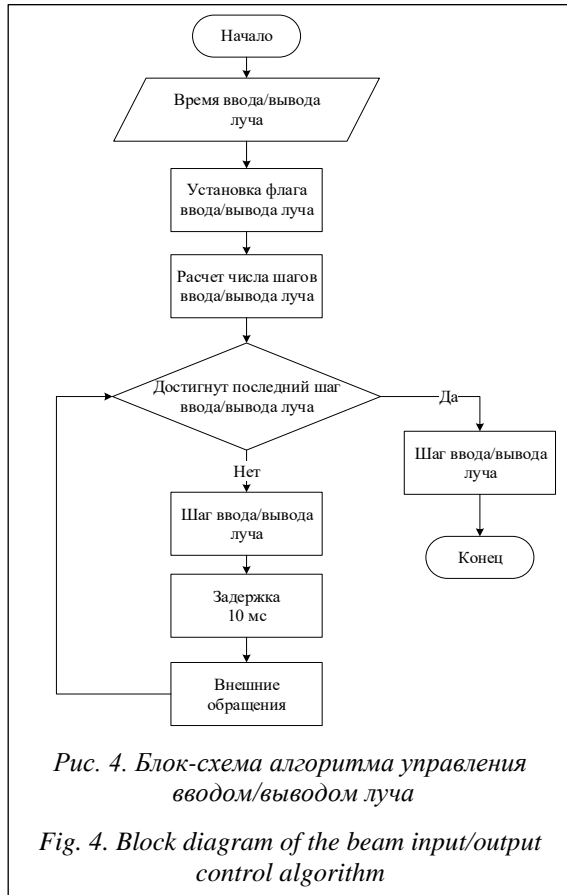 Начало
Время ввода/вывода
луча
Установка флага
ввода/вывода луча
Расчет числа шагов
ввода/вывода луча
Достигнут последний шаг
ввода/вывода луча
Да
Шаг ввода/вывода
луча
Конец
Нет
Шаг ввода/вывода
луча
Задержка
10 мс
Внешние
обращения
Рис. 4. Блок-схема алгоритма управления
вводом/выводом луча
Fig. 4. Block diagram of the beam input/output
control algorithm